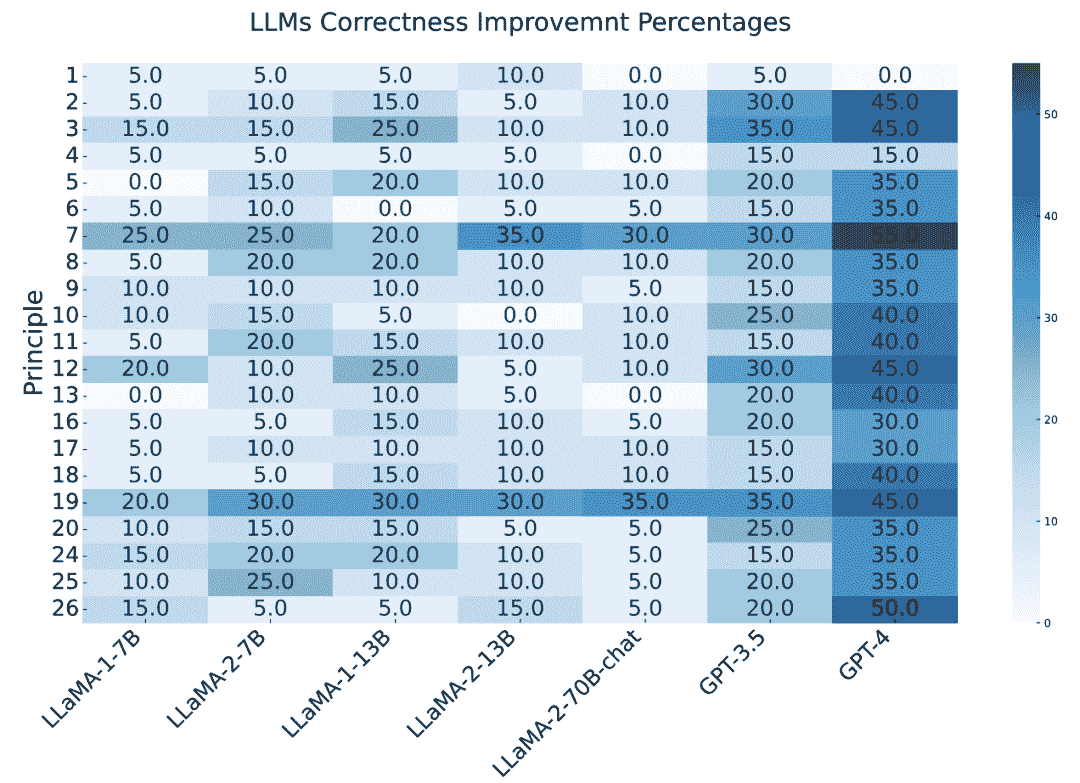 LLMs Correctness Improvemnt Percentages
1 5.0 5.0 5.0 10.0 0.0 5.0 0.0
2 5.0 10.0 15.0 5.0 10.0 30.0 45.0
3 15.0 15.0 25.0 10.0 10.0 35.0 45.0
4 5.0 5.0 5.0 5.0 0.0 15.0 15.0
5 0.0 15.0 20.0 10.0 10.0 20.0 35.0
6 5.0 10.0 0.0 5.0 5.0 15.0 35.0
7 25.0 25.0 20.0 35.0 30.0 30.0 55.0
8 5.0 20.0 20.0 10.0 10.0 20.0 35.0
9 10.0 10.0 10.0 10.0 5.0 15.0 35.0
10 10.0 15.0 5.0 0.0 10.0 25.0 40.0
11 5.0 20.0 15.0 10.0 10.0 15.0 40.0
12 20.0 10.0 25.0 5.0 10.0 30.0 45.0
13 0.0 10.0 10.0 5.0 0.0 20.0 40.0
16 5.0 5.0 15.0 10.0 5.0 20.0 30.0
17 5.0 10.0 10.0 10.0 10.0 15.0 30.0
18 5.0 5.0 15.0 10.0 10.0 15.0 40.0
19 20.0 30.0 30.0 30.0 35.0 35.0 45.0
20 10.0 15.0 15.0 5.0 5.0 25.0 35.0
24 15.0 20.0 20.0 10.0 5.0 15.0 35.0
25 10.0 25.0 10.0 10.0 5.0 20.0 35.0
26 15.0 5.0 5.0 15.0 5.0 20.0 50.0
Principle
LLaMA-1-7B
LLaMA-2-7B
LLaMA-1-13B
LLaMA-2-13B
LLaMA-2-70B-chat
GPT-3.5
GPT-4
50
40
30
20
10
0